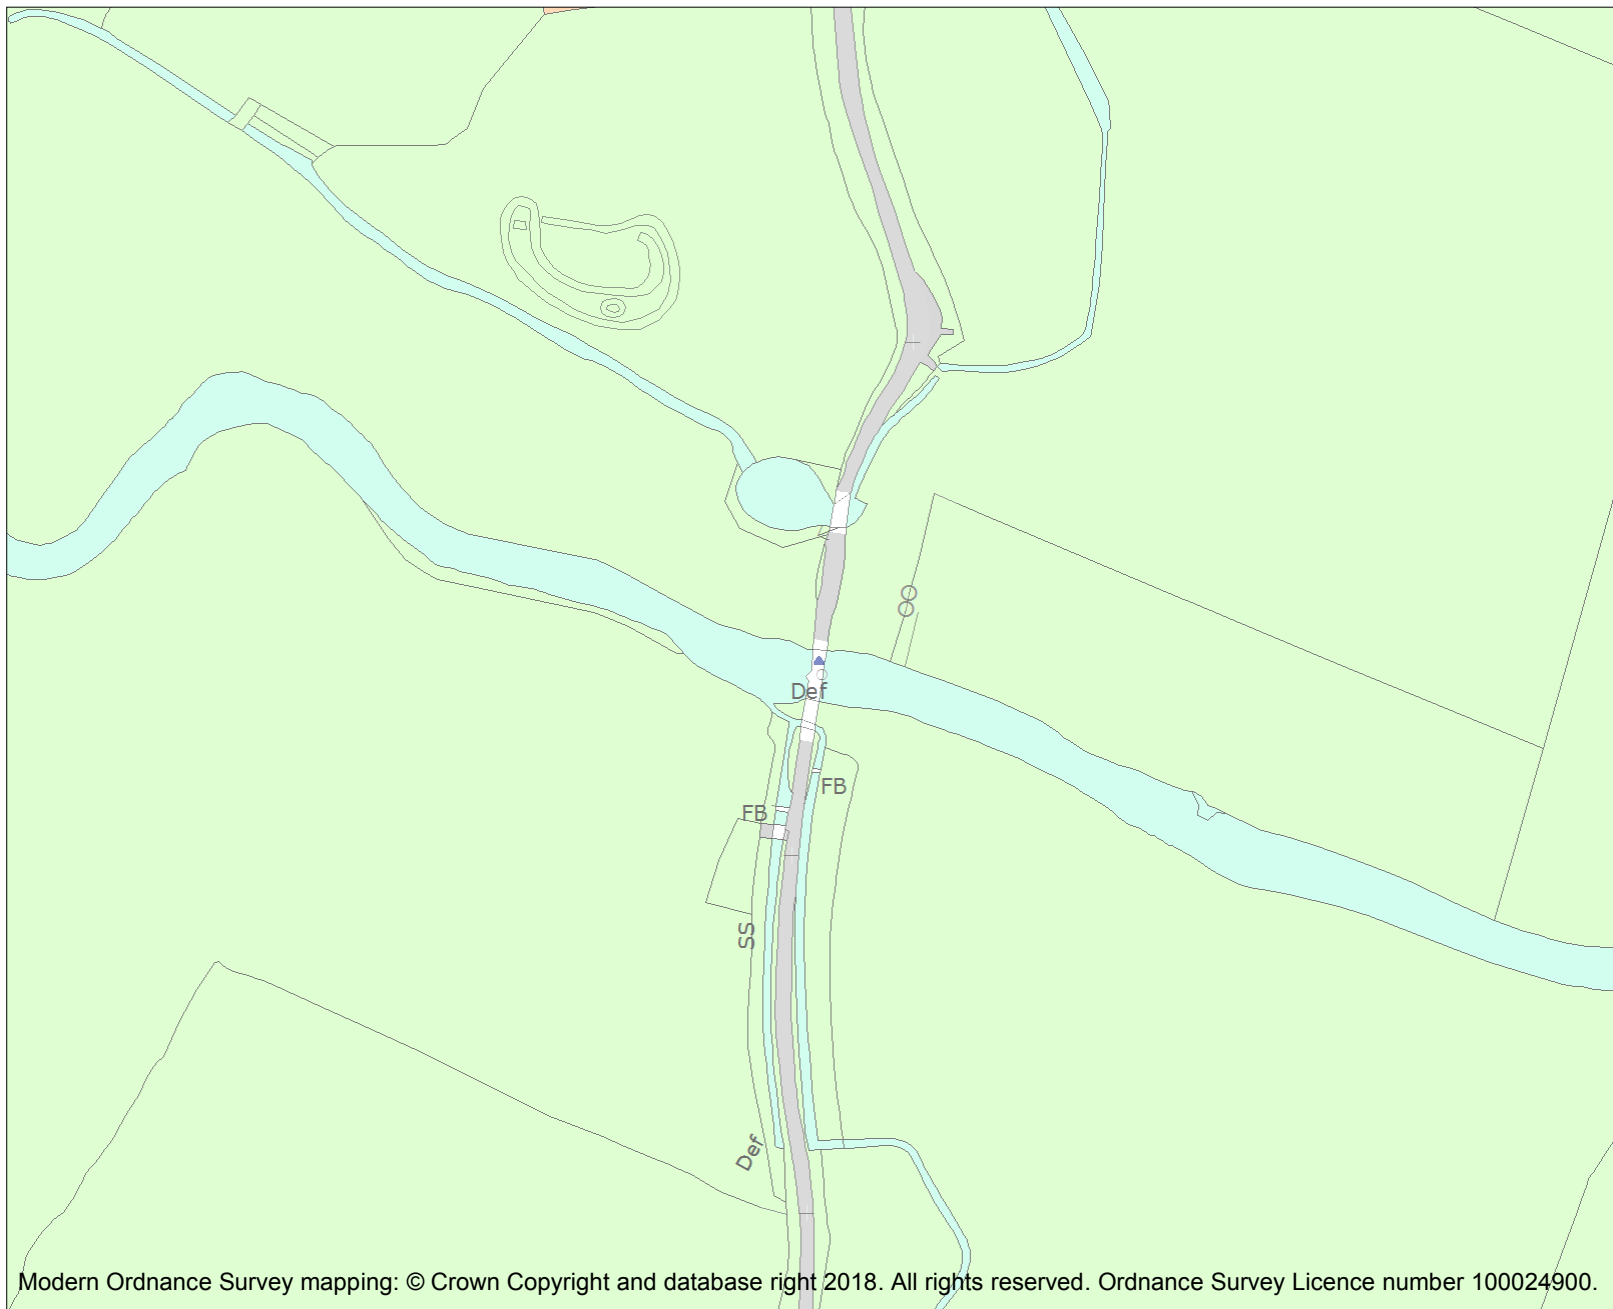 Def
FB
FB
SS
Def
Modern Ordnance Survey mapping: © Crown Copyright and database right 2018. All rights reserved. Ordnance Survey Licence number 100024900.